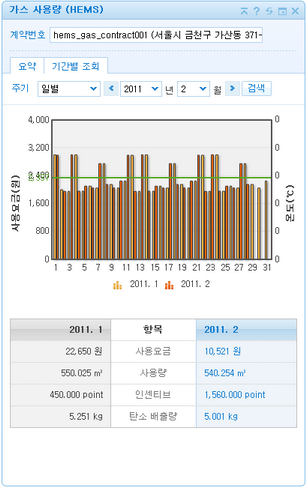 가스 사용량 (HEMS)
계약번호 hems_gas_contract001 (서울시 금천구 가산동 371-
요약 기간별 조회
주기 일별 2011 년 2 월 검색
사용요금(원)
4,000
3,200
2,400
1,600
800
0
0
0
0
0
0
0
온도(℃)
1 3 5 7 9 11 13 15 17 19 21 23 25 27 29 31
2011. 1 2011. 2
2011. 1 항목 2011. 2
22,650 원 사용요금 10,521 원
550.025 ㎥ 사용량 540.254 ㎥
450.000 point 인센티브 1,560.000 point
5.251 kg 탄소 배출량 5.001 kg